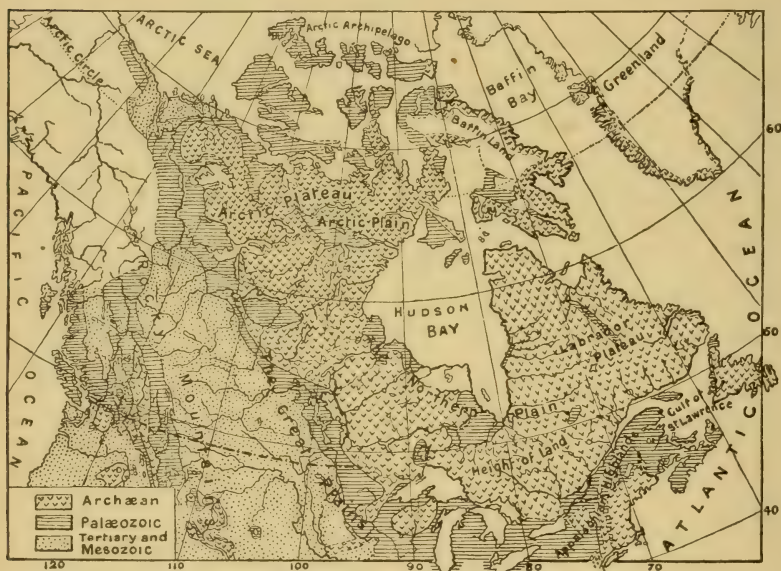 ARCTIC SEA
Arctic Circle
Arctic Archipelago
Baffin
Bay
Greenland
Baffin Land
60
PACIFIC
OCEAN
Arctic Plateau
Arctic Plain
HUDSON
BAY
Labrador
Plateau
50
ATLANTIC OCEAN
Gulf of
St Lawrence
Northern Plain
Height of land
The Great Plains
Mountain
Archæan
Palæozoic
Tertiary and
Mesozoic
40
120 110 100 90 80 70